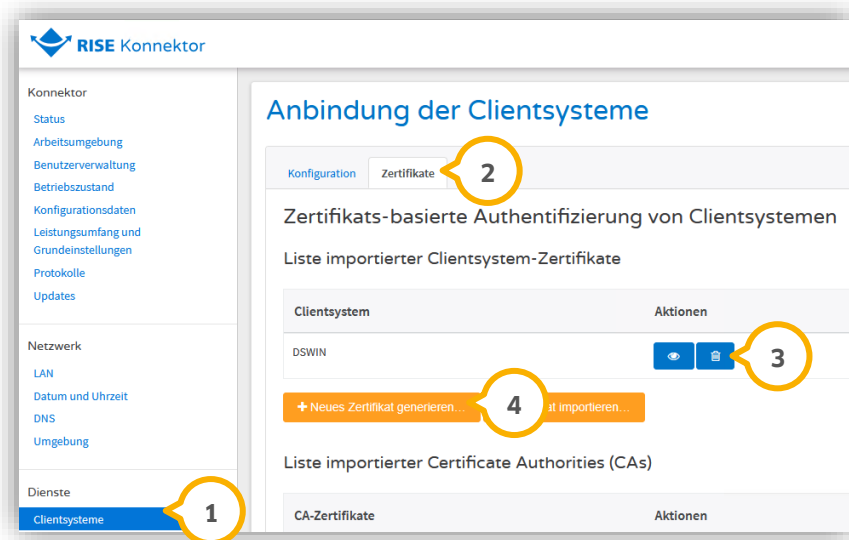 RISE Konnektor
Konnektor
Status
Arbeitsumgebung
Benutzerverwaltung
Betriebszustand
Konfigurationsdaten
Leistungsumfang und
Grundeinstellungen
Protokolle
Updates
Netzwerk
LAN
Datum und Uhrzeit
DNS
Umgebung
Dienste
Clientsysteme
1
Anbindung der Clientsysteme
Konfiguration
Zertifikate
2
Zertifikats-basierte Authentifizierung von Clientsystemen
Liste importierter Clientsystem-Zertifikate
Clientsystem
Aktionen
DSWIN
3
+ Neues Zertifikat generieren...
4
at importieren...
Liste importierter Certificate Authorities (CAs)
CA-Zertifikate
Aktionen